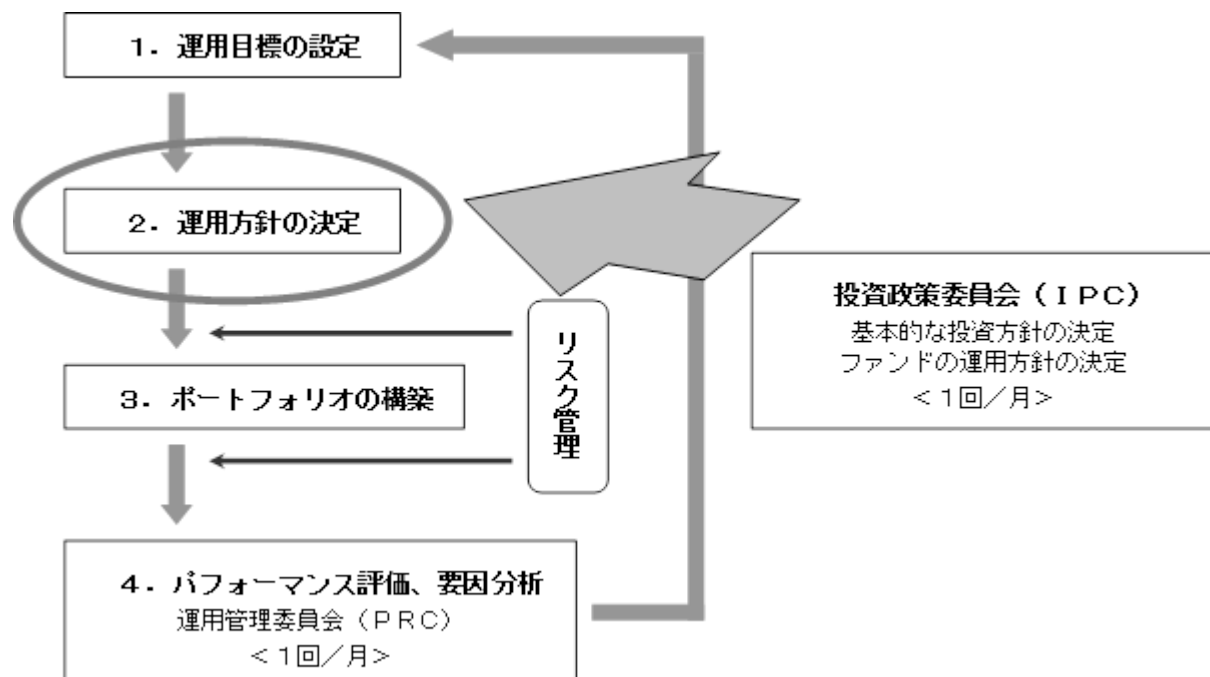 １．運用目標の設定
２．運用方針の決定
３．ポートフォリオの構築
４．パフォーマンス評価、要因分析
運用管理委員会（ＰＲＣ）
＜１回／月＞
リスク管理
投資政策委員会（ＩＰＣ）
基本的な投資方針の決定
ファンドの運用方針の決定
＜１回／月＞